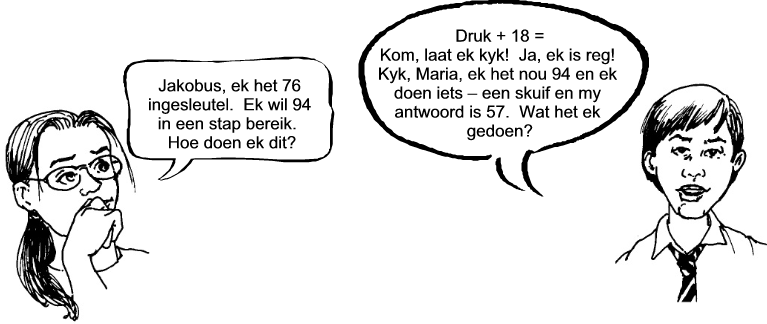 Jakobus, ek het 76
ingesleutel.  Ek wil 94
in een stap bereik.
Hoe doen ek dit?
Druk + 18 =
Kom, laat ek kyk!  Ja, ek is reg!
Kyk, Maria, ek het nou 94 en ek
doen iets – een skuif en my
antwoord is 57.  Wat het ek
gedoen?